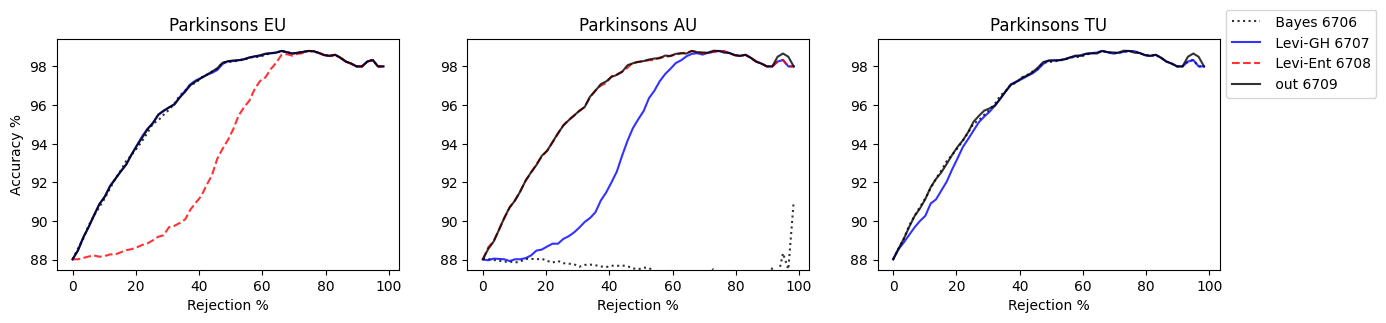 Parkinsons EU
Parkinsons AU
Parkinsons TU
Bayes 6706
Levi-GH 6707
Levi-Ent 6708
out 6709
Accuracy %
98
96
94
92
90
88
0 20 40 60 80 100
Rejection %
98
96
94
92
90
88
0 20 40 60 80 100
Rejection %
98
96
94
92
90
88
0 20 40 60 80 100
Rejection %